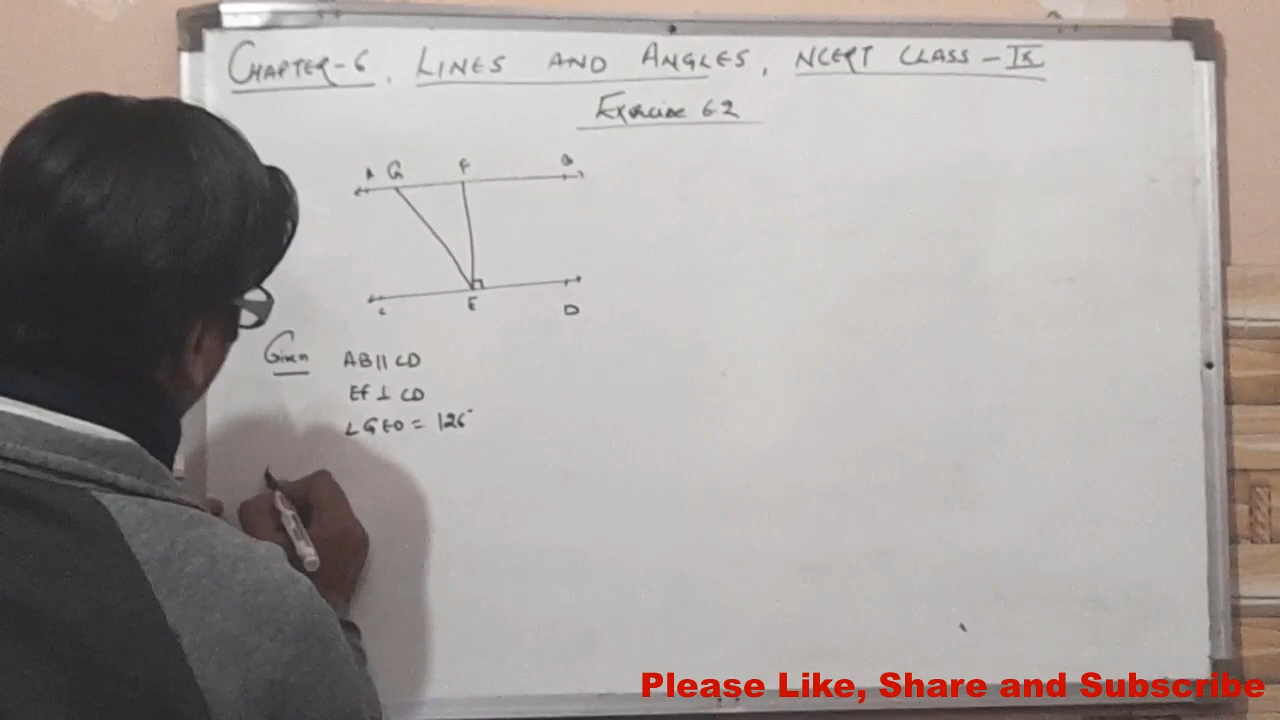 CHAPTER-6, LINES AND ANGLES, NCERT CLASS-IX
Exercise 6.2
A G F B
C E D
Given AB || CD
EF ⊥ CD
∠GED = 126°
Please Like, Share and Subscribe